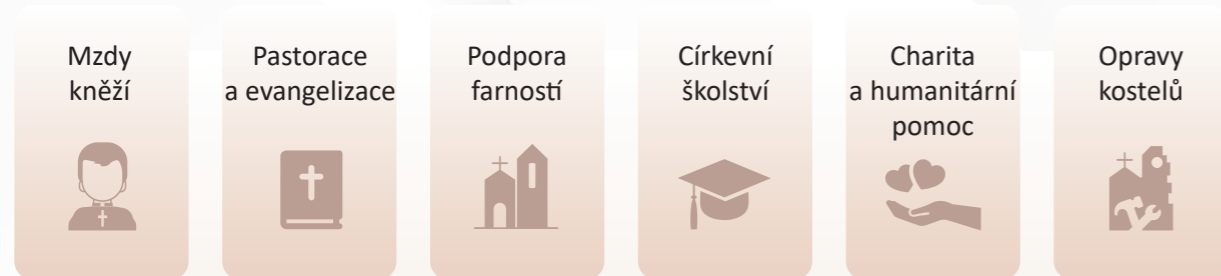 Mzdy
kněží
Pastorace
a evangelizace
Podpora
farností
Církevní
školství
Charita
a humanitární
pomoc
Opravy
kostelů